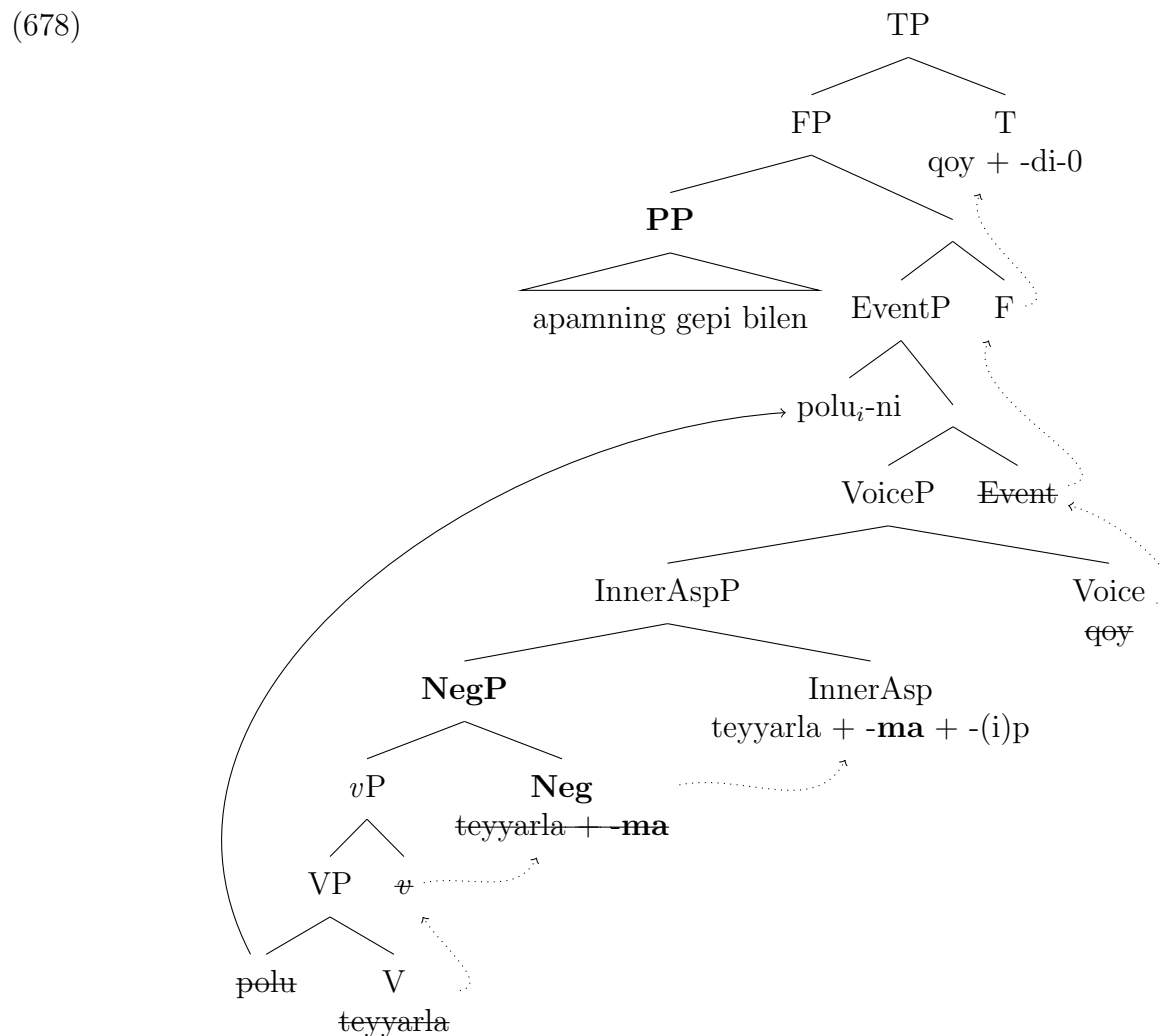 (678)
TP
FP T
qoy + -di-0
PP
apamning gepi bilen EventP F
polu_i-ni
VoiceP Event
InnerAspP Voice
qoy
NegP InnerAsp
teyyarla + -ma + -(i)p
vP Neg
teyyarla + -ma
VP v
polu V
teyyarla